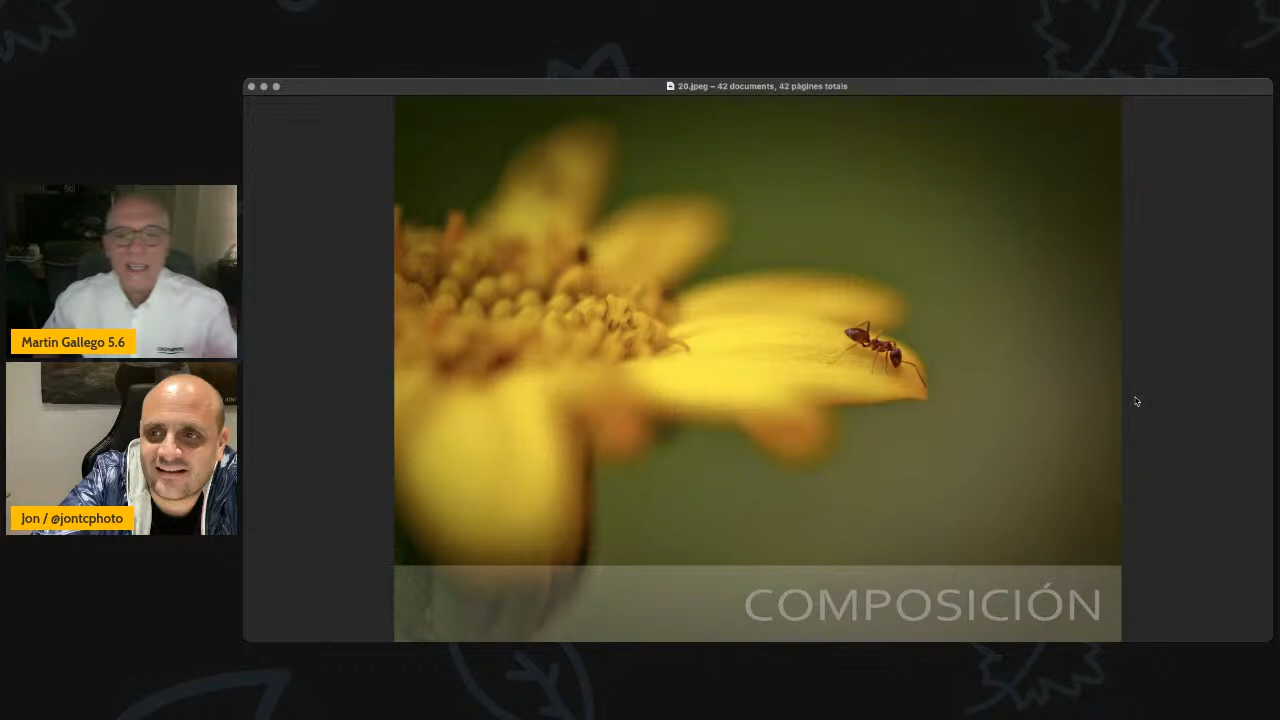 20.jpeg – 42 documents, 42 pàgines totals
Martin Gallego 5.6
Jon / @jontcphoto
COMPOSICIÓN